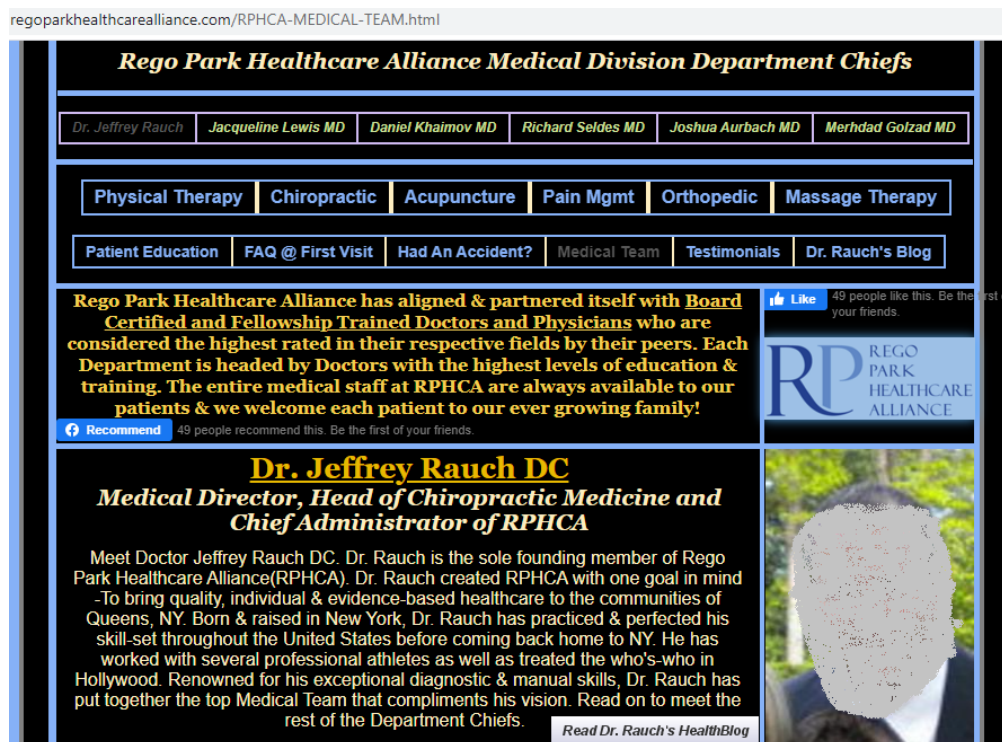 regoparkhealthcarealliance.com/RPHCA-MEDICAL-TEAM.html
Rego Park Healthcare Alliance Medical Division Department Chiefs
Dr. Jeffrey Rauch Jacqueline Lewis MD Daniel Khaimov MD Richard Seldes MD Joshua Aurbach MD Merhdad Golzad MD
Physical Therapy Chiropractic Acupuncture Pain Mgmt Orthopedic Massage Therapy
Patient Education FAQ @ First Visit Had An Accident? Medical Team Testimonials Dr. Rauch's Blog
Rego Park Healthcare Alliance has aligned & partnered itself with Board
Certified and Fellowship Trained Doctors and Physicians who are
considered the highest rated in their respective fields by their peers. Each
Department is headed by Doctors with the highest levels of education &
training. The entire medical staff at RPHCA are always available to our
patients & we welcome each patient to our ever growing family!
Recommend 49 people recommend this. Be the first of your friends.
Like 49 people like this. Be the first of
your friends.
RP REGO
PARK
HEALTHCARE
ALLIANCE
Dr. Jeffrey Rauch DC
Medical Director, Head of Chiropractic Medicine and
Chief Administrator of RPHCA
Meet Doctor Jeffrey Rauch DC. Dr. Rauch is the sole founding member of Rego
Park Healthcare Alliance(RPHCA). Dr. Rauch created RPHCA with one goal in mind
-To bring quality, individual & evidence-based healthcare to the communities of
Queens, NY. Born & raised in New York, Dr. Rauch has practiced & perfected his
skill-set throughout the United States before coming back home to NY. He has
worked with several professional athletes as well as treated the who's-who in
Hollywood. Renowned for his exceptional diagnostic & manual skills, Dr. Rauch has
put together the top Medical Team that compliments his vision. Read on to meet the
rest of the Department Chiefs.
Read Dr. Rauch's HealthBlog